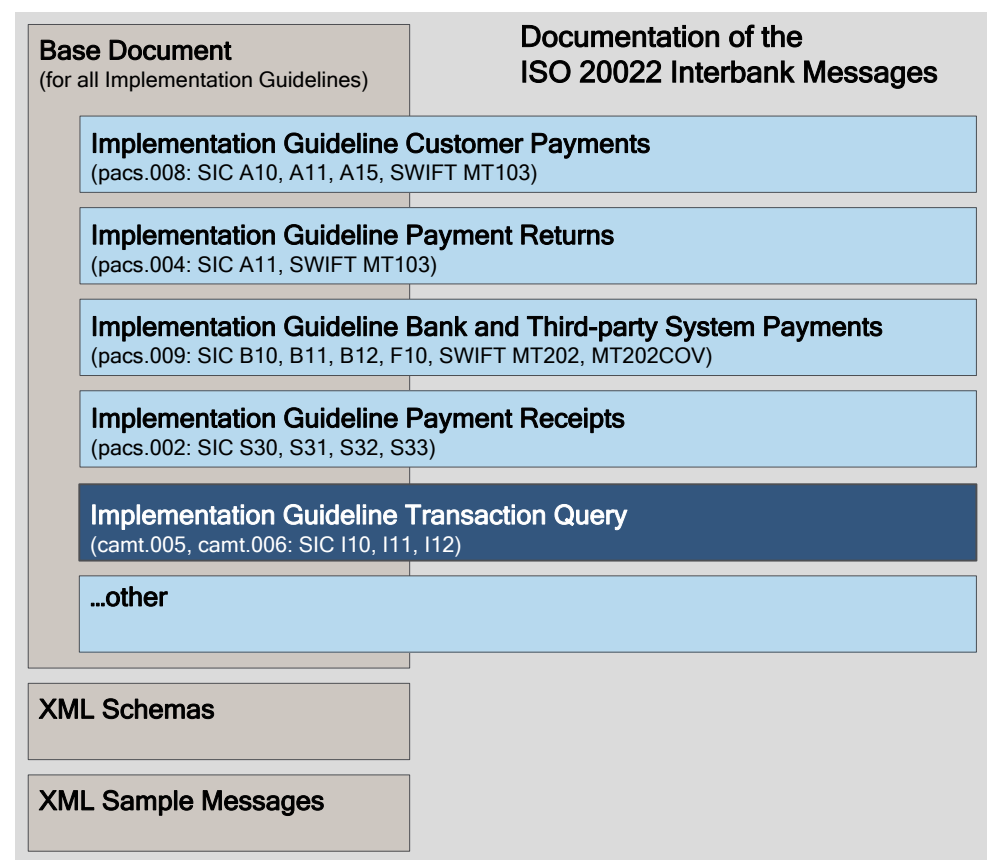 Base Document
(for all Implementation Guidelines)
Documentation of the
ISO 20022 Interbank Messages
Implementation Guideline Customer Payments
(pacs.008: SIC A10, A11, A15, SWIFT MT103)
Implementation Guideline Payment Returns
(pacs.004: SIC A11, SWIFT MT103)
Implementation Guideline Bank and Third-party System Payments
(pacs.009: SIC B10, B11, B12, F10, SWIFT MT202, MT202COV)
Implementation Guideline Payment Receipts
(pacs.002: SIC S30, S31, S32, S33)
Implementation Guideline Transaction Query
(camt.005, camt.006: SIC I10, I11, I12)
...other
XML Schemas
XML Sample Messages